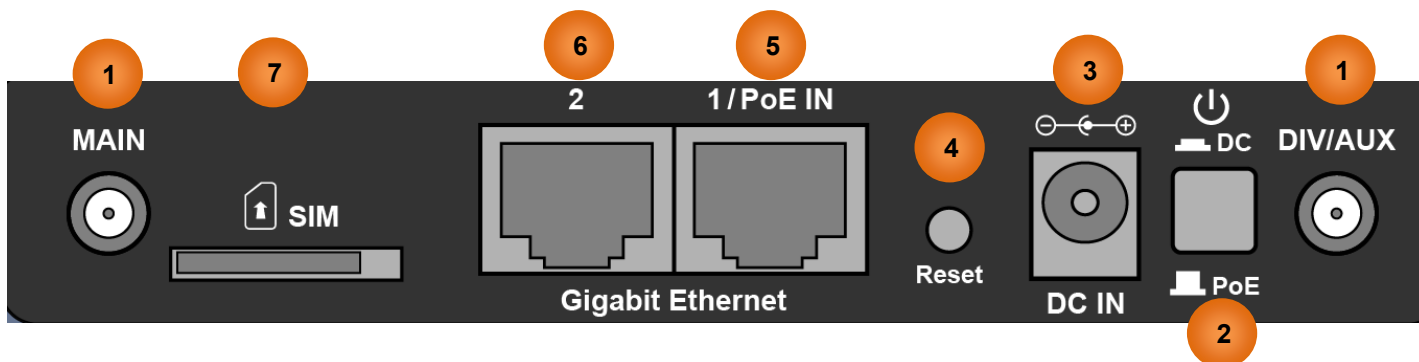 1
7
6
5
3
1
MAIN
2
1/PoE IN
DC
DIV/AUX
4
SIM
Reset
Gigabit Ethernet
DC IN
PoE
2